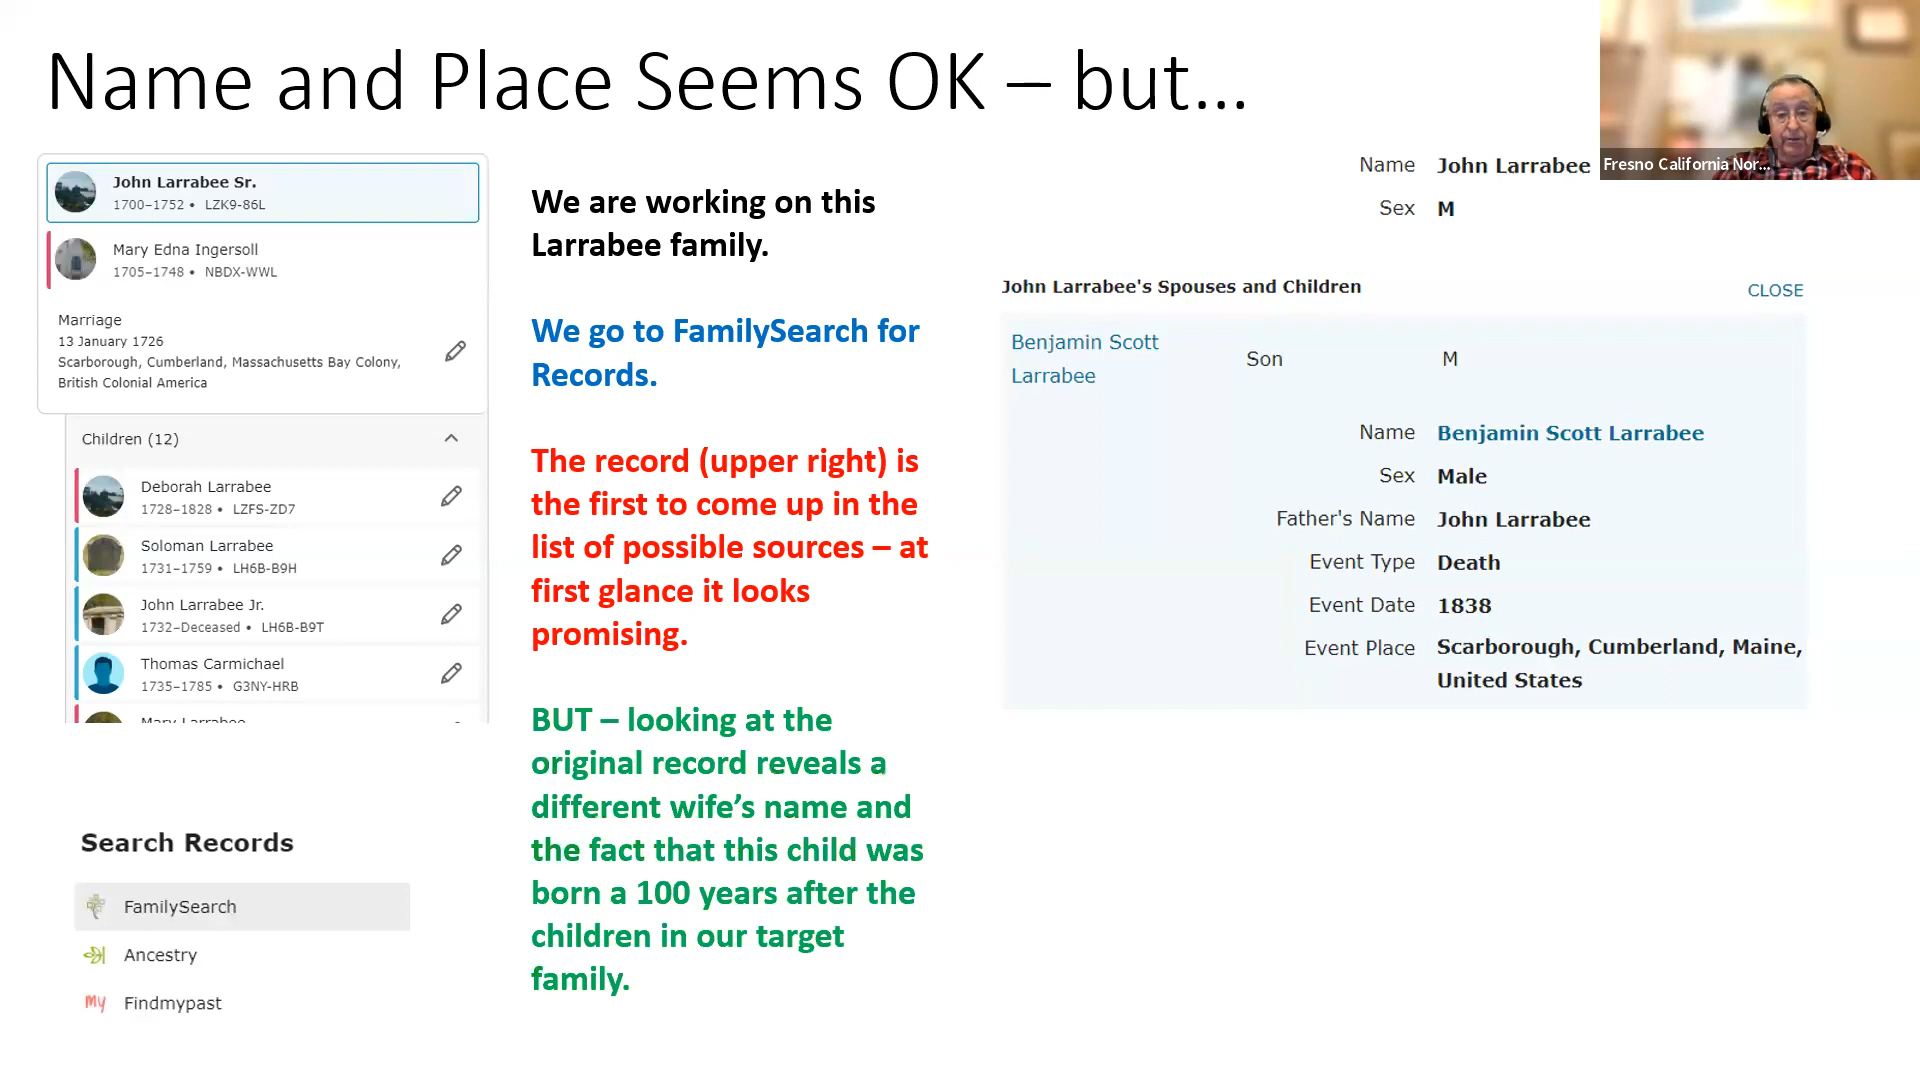 Name and Place Seems OK – but...
Fresno California Nor...
John Larrabee Sr.
1700–1752 • LZK9-86L
Mary Edna Ingersoll
1705–1748 • NBDX-WWL
Marriage
13 January 1726
Scarborough, Cumberland, Massachusetts Bay Colony,
British Colonial America
Children (12)
Deborah Larrabee
1728–1828 • LZFS-ZD7
Soloman Larrabee
1731–1759 • LH6B-B9H
John Larrabee Jr.
1732–Deceased • LH6B-B9T
Thomas Carmichael
1735–1785 • G3NY-HRB
Mary Larrabee
Search Records
FamilySearch
Ancestry
my Findmypast
We are working on this
Larrabee family.
We go to FamilySearch for
Records.
The record (upper right) is
the first to come up in the
list of possible sources – at
first glance it looks
promising.
BUT – looking at the
original record reveals a
different wife's name and
the fact that this child was
born a 100 years after the
children in our target
family.
Name John Larrabee
Sex M
John Larrabee's Spouses and Children CLOSE
Benjamin Scott
Larrabee
Son M
Name Benjamin Scott Larrabee
Sex Male
Father's Name John Larrabee
Event Type Death
Event Date 1838
Event Place Scarborough, Cumberland, Maine,
United States